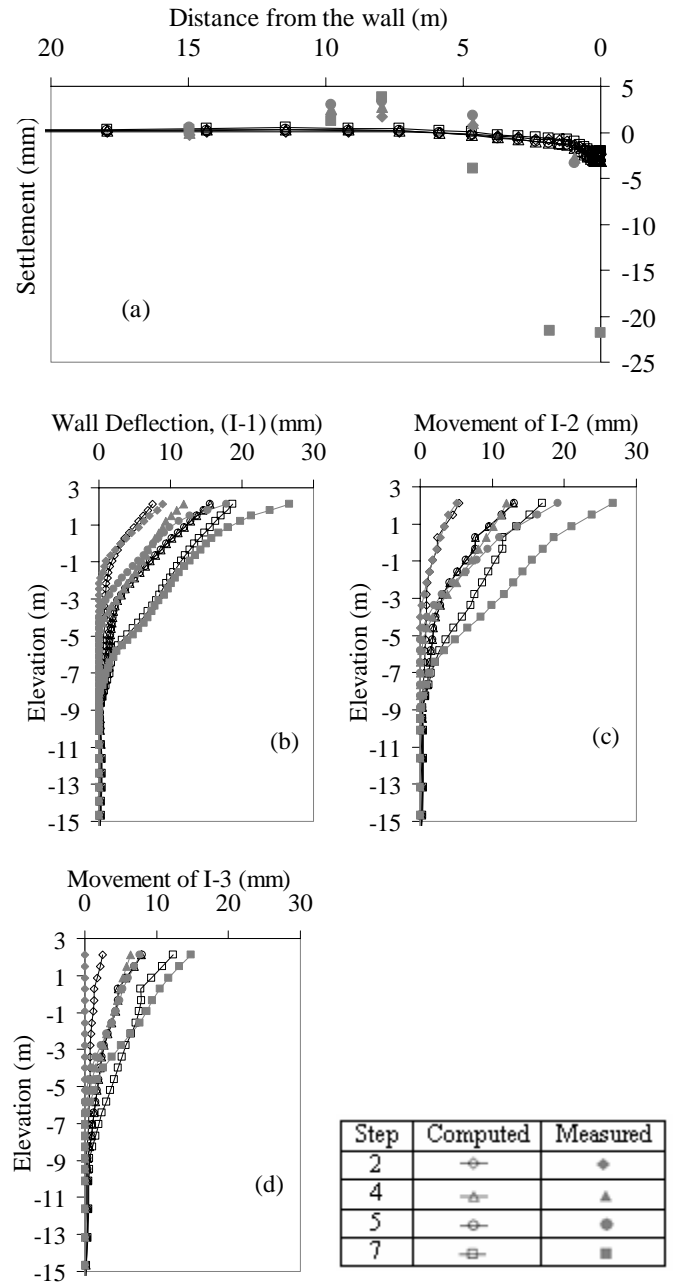 Distance from the wall (m)
20 15 10 5 0
5
0
-5
-10
-15
-20
-25
Settlement (mm)
(a)
Wall Deflection, (I-1) (mm)
0 10 20 30
3
1
-1
-3
-5
-7
-9
-11
-13
-15
Elevation (m)
(b)
Movement of I-2 (mm)
0 10 20 30
3
1
-1
-3
-5
-7
-9
-11
-13
-15
Elevation (m)
(c)
Movement of I-3 (mm)
0 10 20 30
3
1
-1
-3
-5
-7
-9
-11
-13
-15
Elevation (m)
(d)
Step Computed Measured
2
4
5
7